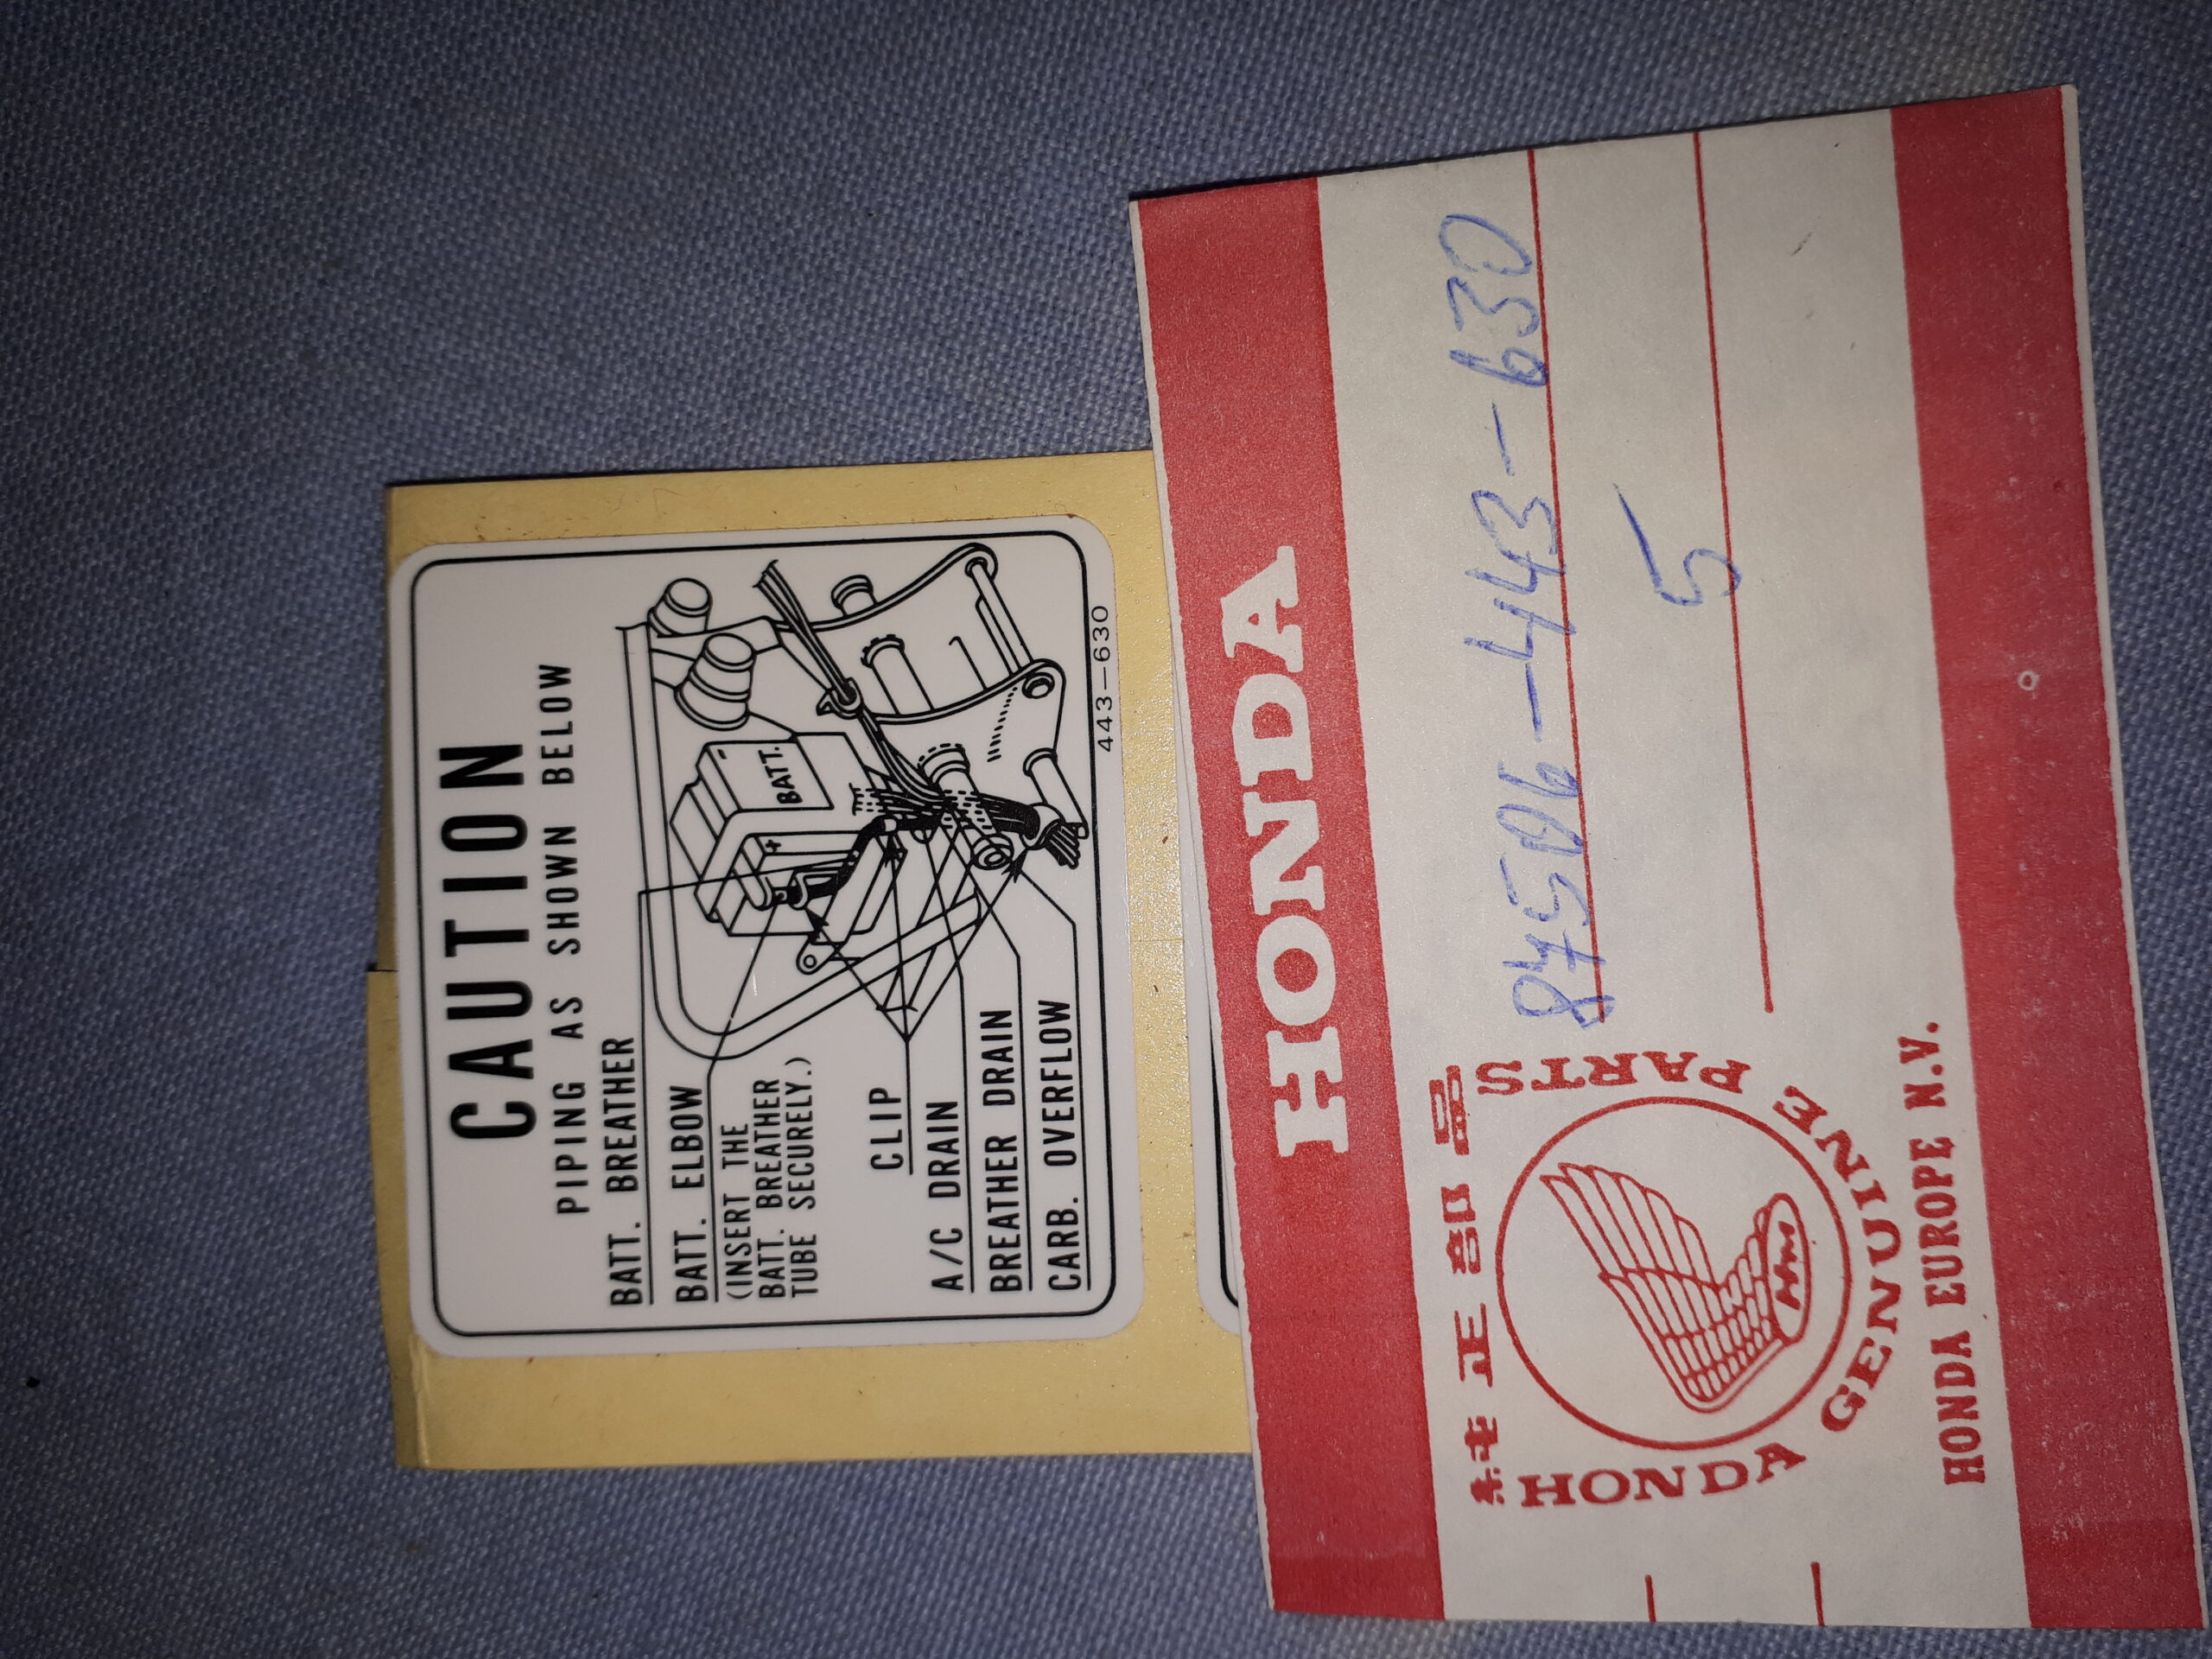 CAUTION
PIPING AS SHOWN BELOW
BATT. BREATHER
BATT. ELBOW
(INSERT THE
BATT. BREATHER
TUBE SECURELY.)
CLIP
A/C DRAIN
BREATHER DRAIN
CARB. OVERFLOW
BATT.
+
-
443-630
HONDA
純正部品
HONDA GENUINE PARTS
HM
HONDA EUROPE N.V.
87506-443-630
5